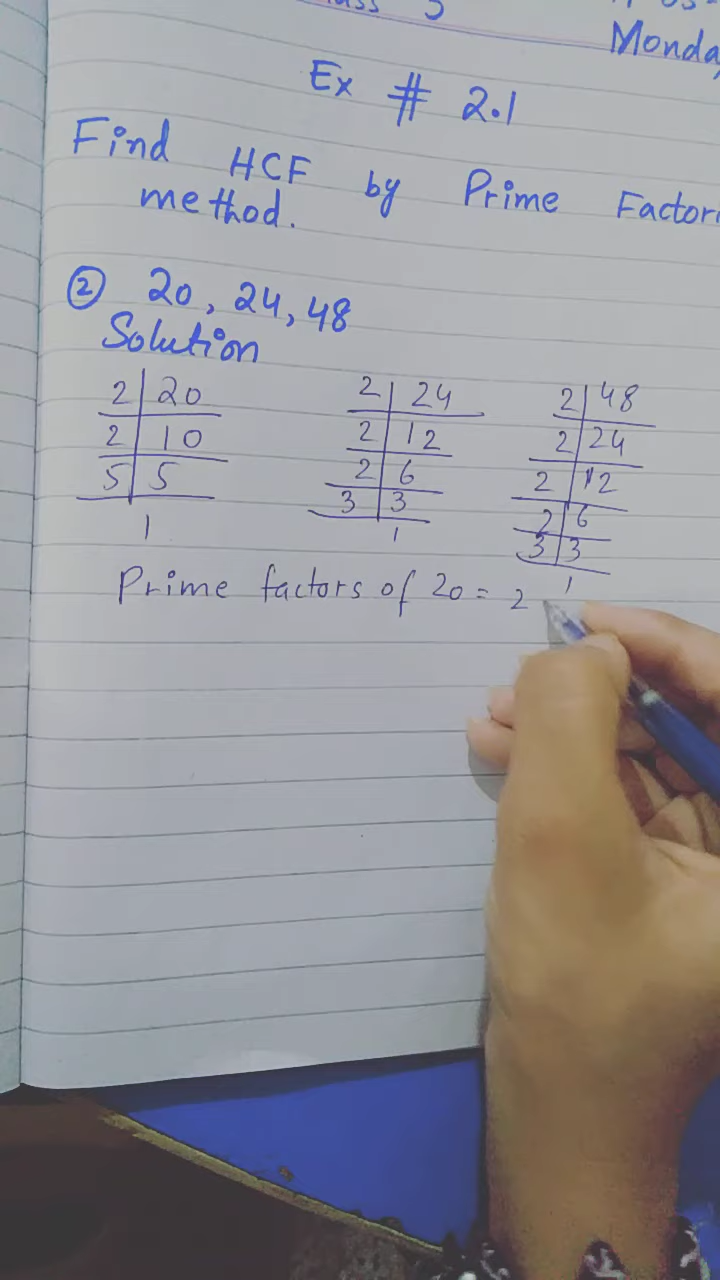 Monda
Ex # 2.1
Find HCF by Prime Factor
method.
② 20, 24, 48
Solution
2 | 20
2 | 10
5 | 5
1
2 | 24
2 | 12
2 | 6
3 | 3
1
2 | 48
2 | 24
2 | 12
2 | 6
3 | 3
1
Prime factors of 20 = 2